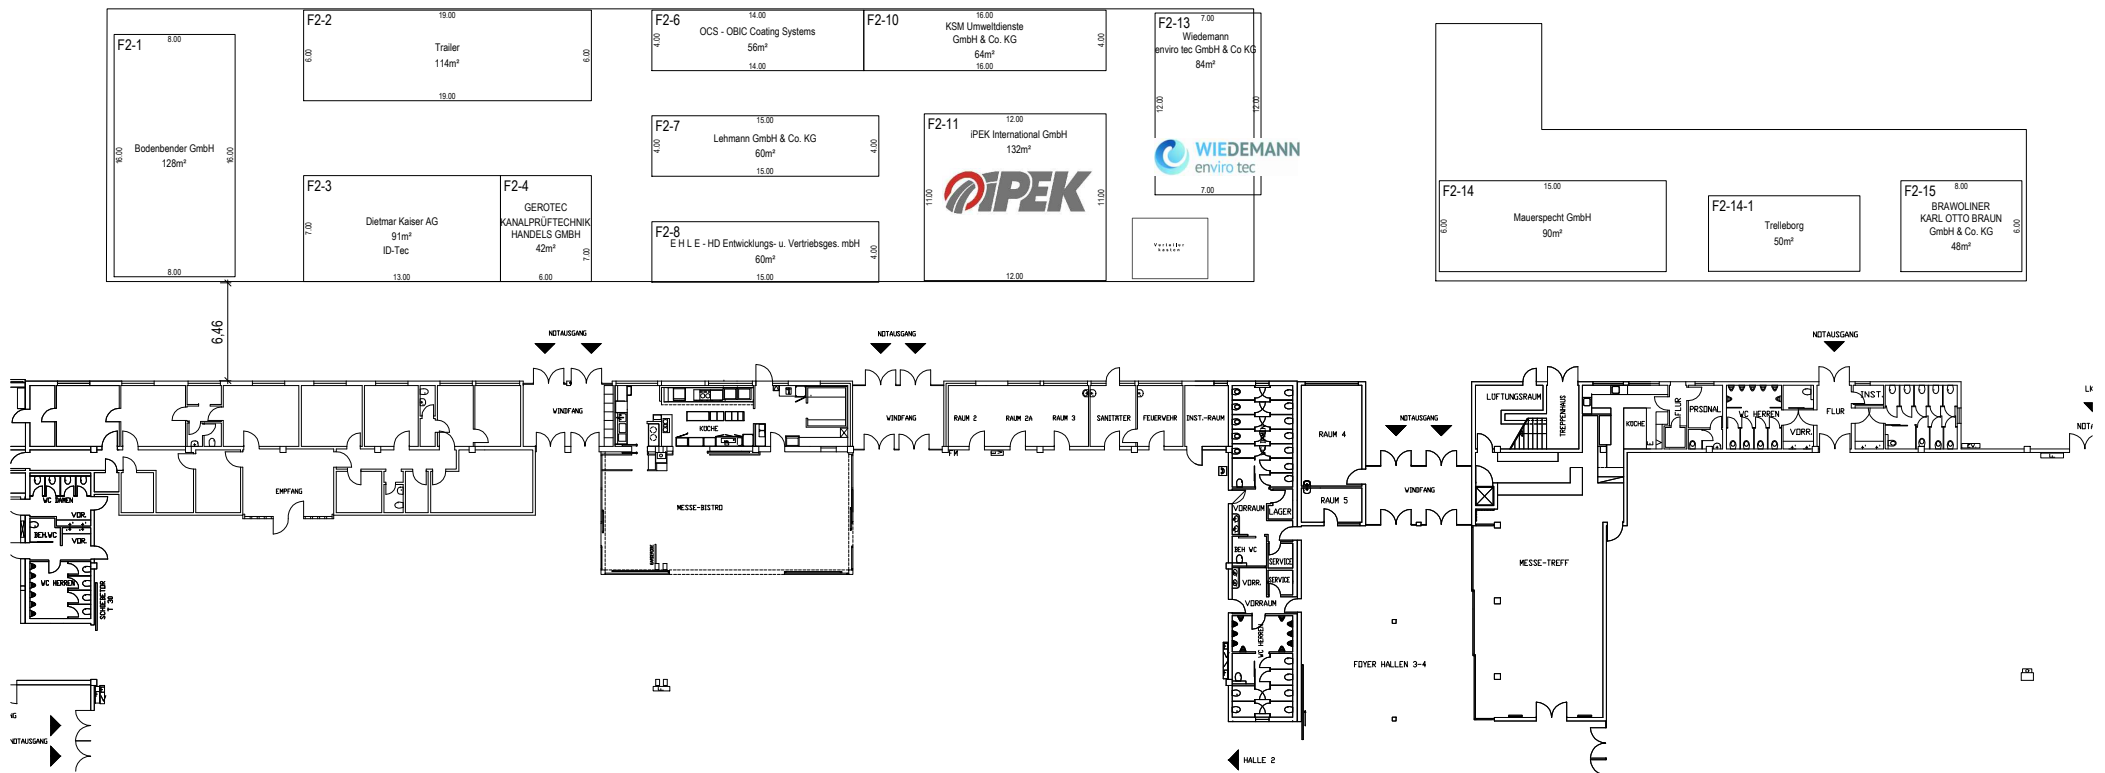 F2-1
8.00
Bodenbender GmbH
128m²
16.00
16.00
8.00
F2-2
19.00
Trailer
114m²
6.00
6.00
19.00
F2-3
Dietmar Kaiser AG
91m²
ID-Tec
7.00
13.00
F2-4
GEROTEC
KANALPRÜFTECHNIK
HANDELS GMBH
42m²
7.00
6.00
F2-6
14.00
OCS - OBIC Coating Systems
56m²
4.00
14.00
F2-10
16.00
KSM Umweltdienste
GmbH & Co. KG
64m²
4.00
16.00
F2-7
15.00
Lehmann GmbH & Co. KG
60m²
4.00
4.00
15.00
F2-8
E H L E - HD Entwicklungs- u. Vertriebsges. mbH
60m²
4.00
15.00
F2-11
12.00
iPEK International GmbH
132m²
iPEK
11.00
11.00
12.00
F2-13
7.00
Wiedemann
enviro tec GmbH & Co KG
84m²
12.00
12.00
WIEDEMANN
enviro tec
7.00
Verteiler
kasten
F2-14
15.00
Mauerspecht GmbH
90m²
6.00
F2-14-1
Trelleborg
50m²
F2-15
8.00
BRAWOLINER
KARL OTTO BRAUN
GmbH & Co. KG
48m²
6.00
6,46
NOTAUSGANG
NOTAUSGANG
NOTAUSGANG
NOTAUSGANG
WINDFANG
KÜCHE
WINDFANG
RAUM 2
RAUM 2A
RAUM 3
SANITÄTER
FEUERWEHR
INST.-RAUM
RAUM 4
RAUM 5
WINDFANG
LÜFTUNGSRAUM
TREPPENHAUS
KÜCHE
FLUR
PRSONAL
WC HERREN
VORR.
FLUR
INST.
LK
NOTA
FM
EMPFANG
MESSE-BISTRO
WC DAMEN
VOR.
BEH.WC
VOR.
WC HERREN
SCHIEBETOR
T 30
VORRAUM
LAGER
BEH WC
SERVICE
VORR.
SERVICE
VORRAUM
WC HERREN
MESSE-TREFF
FOYER HALLEN 3-4
NOTAUSGANG
HALLE 2